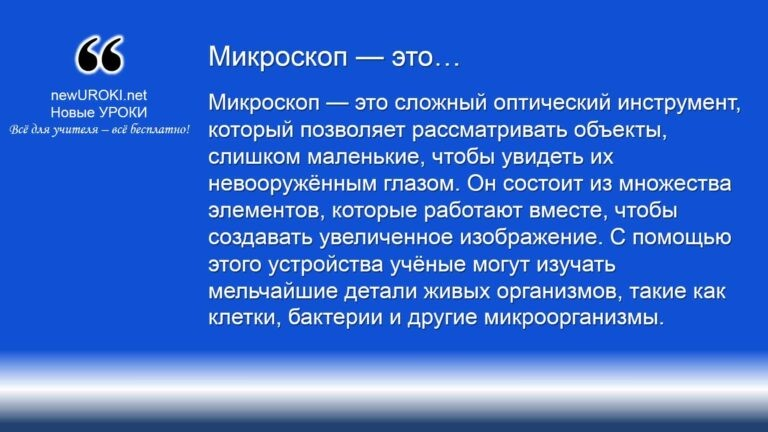 newUROKI.net
Новые УРОКИ
Всё для учителя – всё бесплатно!
Микроскоп — это…
Микроскоп — это сложный оптический инструмент,
который позволяет рассматривать объекты,
слишком маленькие, чтобы увидеть их
невооружённым глазом. Он состоит из множества
элементов, которые работают вместе, чтобы
создавать увеличенное изображение. С помощью
этого устройства учёные могут изучать
мельчайшие детали живых организмов, такие как
клетки, бактерии и другие микроорганизмы.